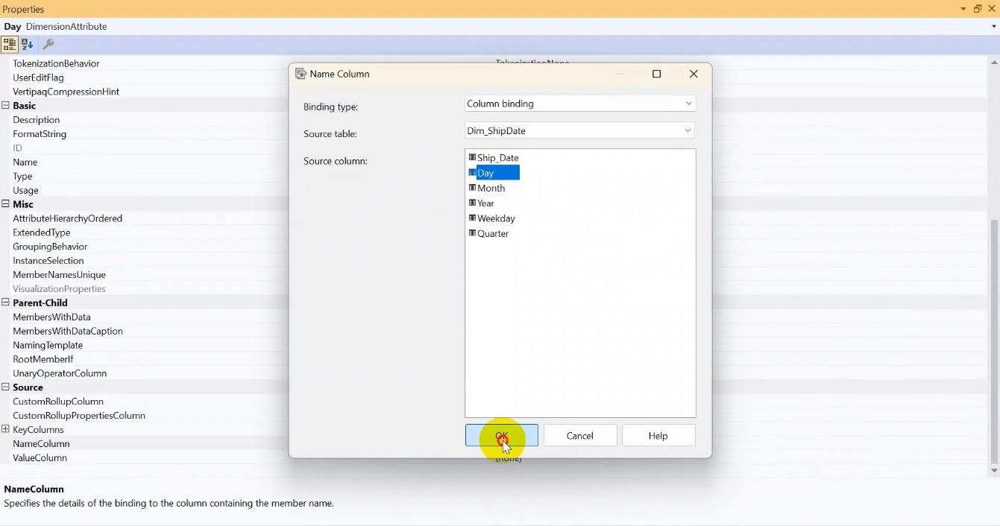 Properties
Day DimensionAttribute
TokenizationBehavior TokenizationNone
UserEditFlag
VertipaqCompressionHint
Basic
Description
FormatString
ID
Name
Type
Usage
Misc
AttributeHierarchyOrdered
ExtendedType
GroupingBehavior
InstanceSelection
MemberNamesUnique
VisualizationProperties
Parent-Child
MembersWithData
MembersWithDataCaption
NamingTemplate
RootMemberIf
UnaryOperatorColumn
Source
CustomRollupColumn
CustomRollupPropertiesColumn
KeyColumns
NameColumn
ValueColumn (none)
Name Column
Binding type: Column binding
Source table: Dim_ShipDate
Source column:
Ship_Date
Day
Month
Year
Weekday
Quarter
OK Cancel Help
NameColumn
Specifies the details of the binding to the column containing the member name.